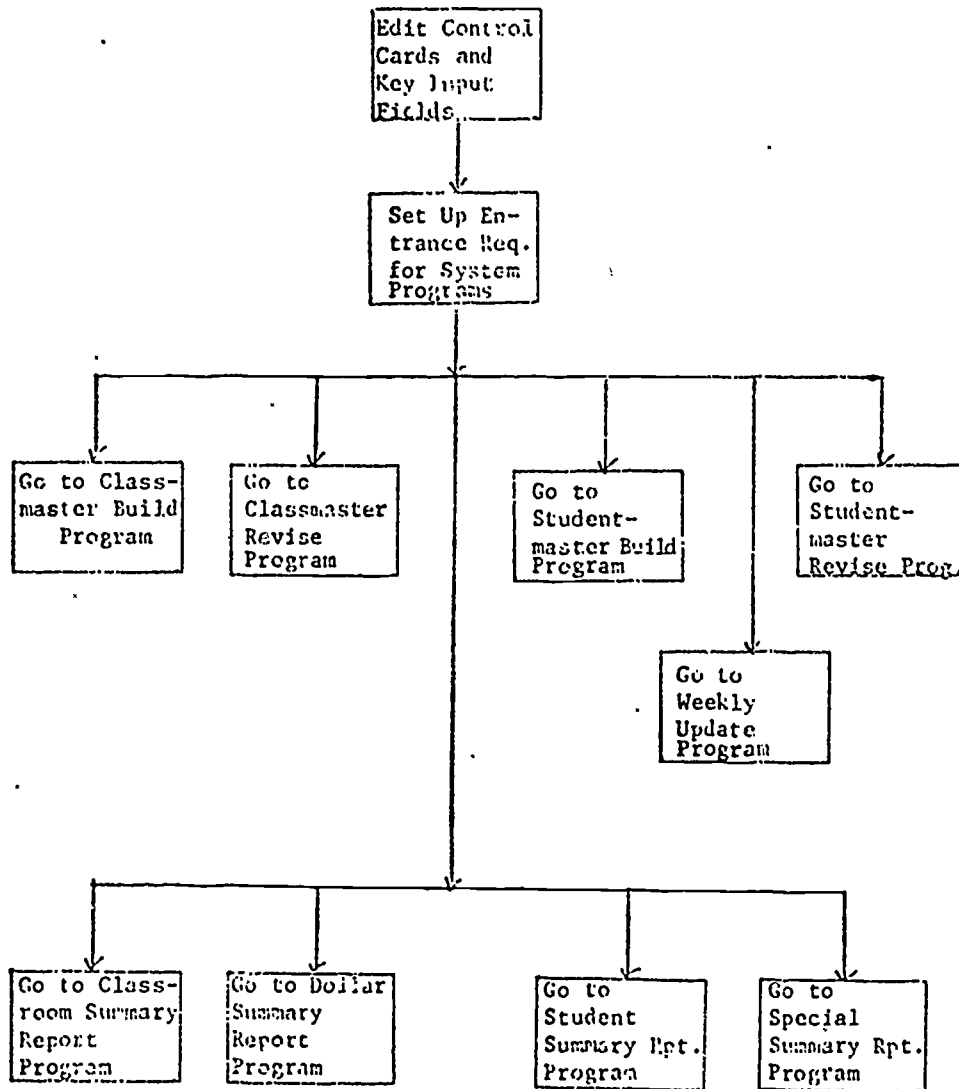 Edit Control
Cards and
Key Input
Fields
Set Up En-
trance Req.
for System
Programs
Go to Class-
master Build
Program
Go to
Classmaster
Revise
Program
Go to
Student-
master Build
Program
Go to
Student-
master
Revise Prog.
Go to
Weekly
Update
Program
Go to Class-
room Summary
Report
Program
Go to Dollar
Summary
Report
Program
Go to
Student
Summary Rpt.
Program
Go to
Special
Summary Rpt.
Program